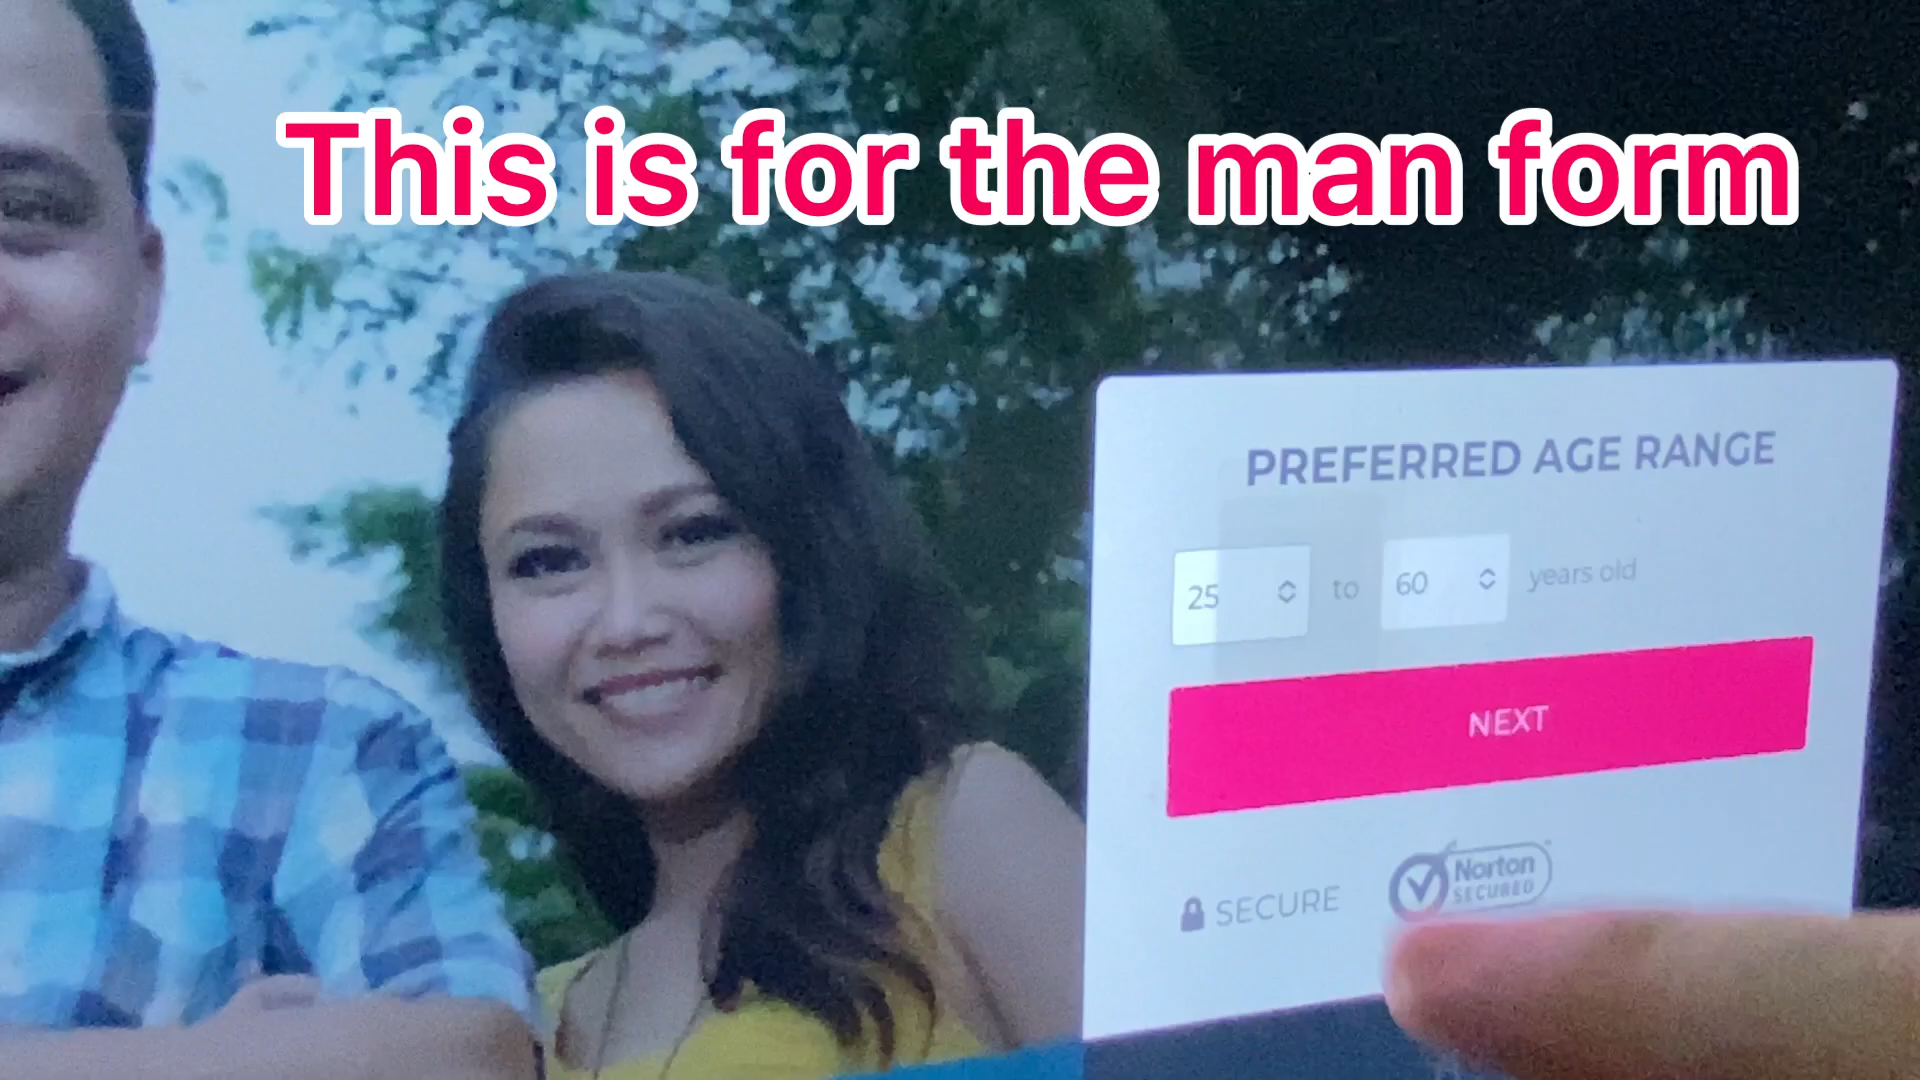 This is for the man form
PREFERRED AGE RANGE
25 to 60 years old
NEXT
SECURE
Norton
SECURED